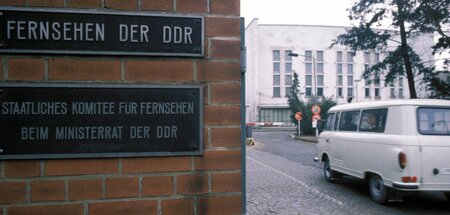 FERNSEHEN DER DDR
STAATLICHES KOMITEE FÜR FERNSEHEN
BEIM MINISTERRAT DER DDR